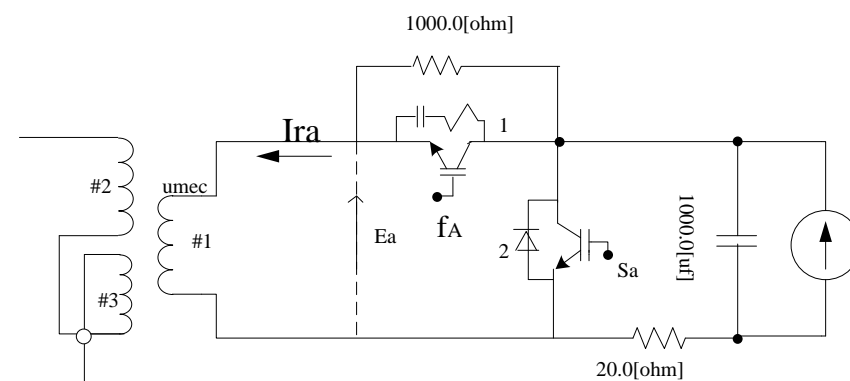 1000.0[ohm]
Ira
1
#2
umec
#1
Ea
fA
2
Sa
1000.0[uf]
#3
20.0[ohm]